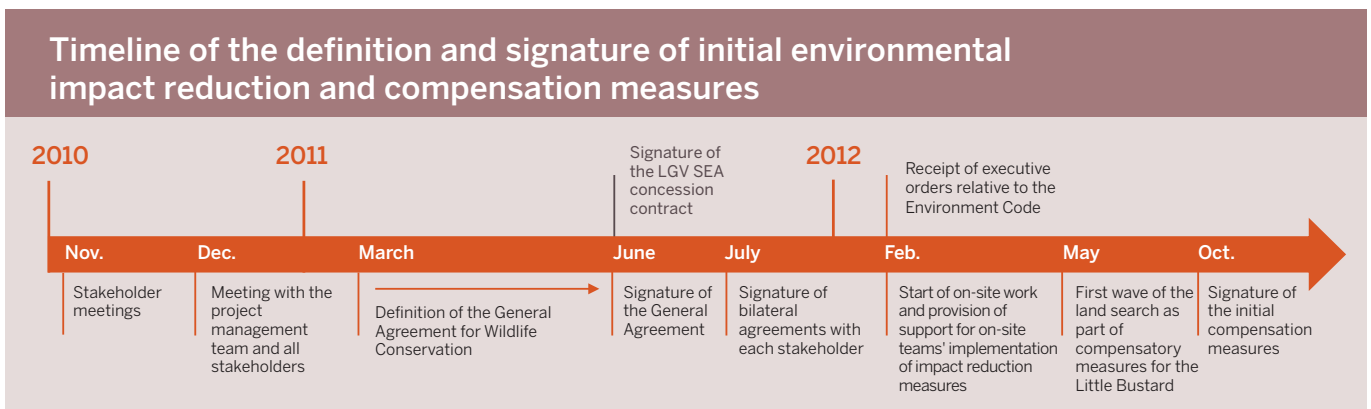 Timeline of the definition and signature of initial environmental
impact reduction and compensation measures
2010
2011
Signature of
the LGV SEA
concession
contract
2012
Receipt of executive
orders relative to the
Environment Code
Nov.
Dec.
March
June
July
Feb.
May
Oct.
Stakeholder
meetings
Meeting with the
project
management
team and all
stakeholders
Definition of the General
Agreement for Wildlife
Conservation
Signature of
the General
Agreement
Signature of
bilateral
agreements with
each stakeholder
Start of on-site work
and provision of
support for on-site
teams' implementation
of impact reduction
measures
First wave of the
land search as
part of
compensatory
measures for the
Little Bustard
Signature of
the initial
compensation
measures